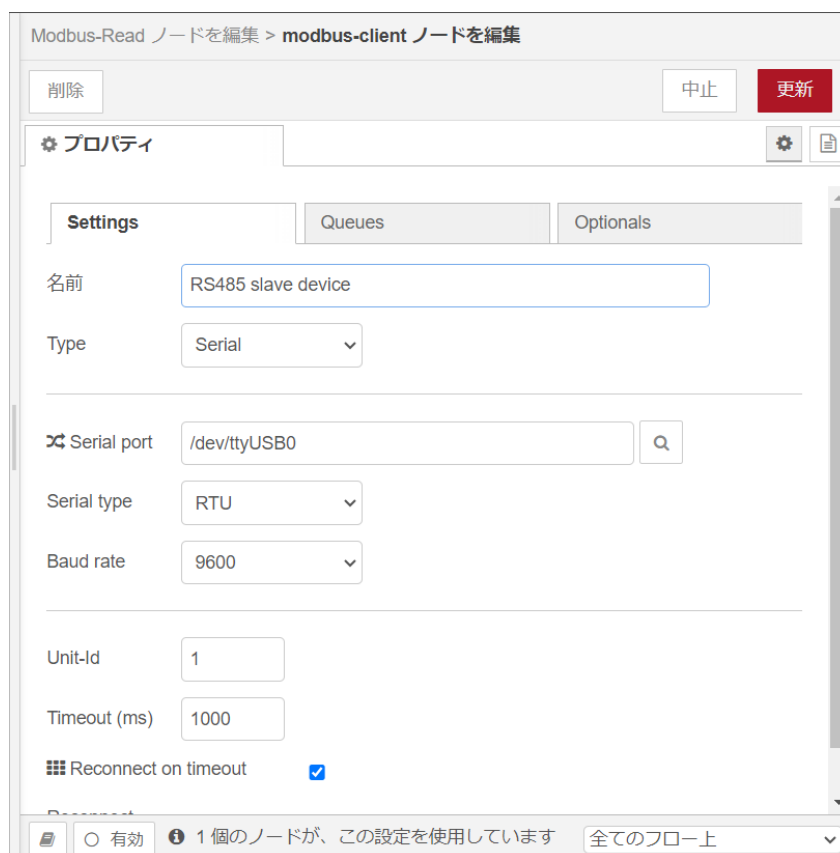 Modbus-Read ノードを編集 > modbus-client ノードを編集
削除 中止 更新
プロパティ
Settings Queues Optionals
名前 RS485 slave device
Type Serial
Serial port /dev/ttyUSB0
Serial type RTU
Baud rate 9600
Unit-Id 1
Timeout (ms) 1000
Reconnect on timeout
有効 1 個のノードが、この設定を使用しています 全てのフロー上